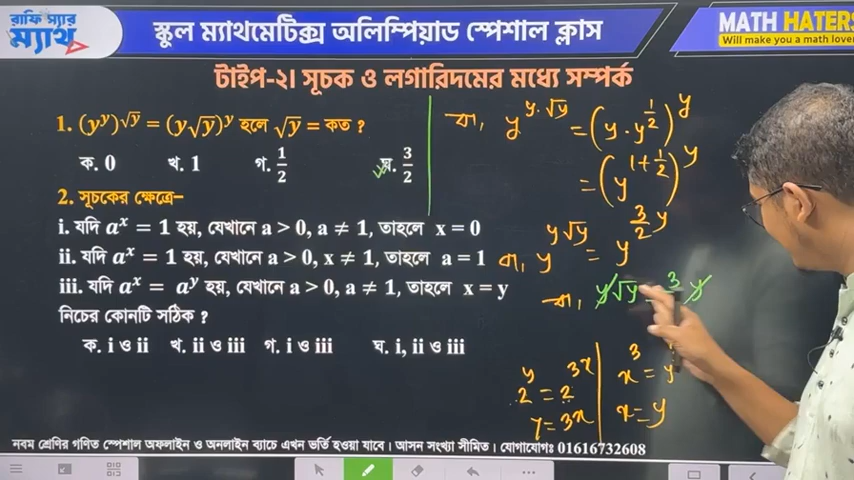 রাফি স্যার
ম্যাথ
স্কুল ম্যাথমেটিক্স অলিম্পিয়াড স্পেশাল ক্লাস
MATH HATERS
Will make you a math lover
টাইপ-২। সূচক ও লগারিদমের মধ্যে সম্পর্ক
1. (y^y)^√y = (y√y)^y হলে √y = কত ?
ক. 0 খ. 1 গ. 1/2 ঘ. 3/2
2. সূচকের ক্ষেত্রে–
i. যদি a^x = 1 হয়, যেখানে a > 0, a ≠ 1, তাহলে x = 0
ii. যদি a^x = 1 হয়, যেখানে a > 0, x ≠ 1, তাহলে a = 1
iii. যদি a^x = a^y হয়, যেখানে a > 0, a ≠ 1, তাহলে x = y
নিচের কোনটি সঠিক ?
ক. i ও ii খ. ii ও iii গ. i ও iii ঘ. i, ii ও iii
বা, y^(y·√y) = (y·y^(1/2))^y
= (y^(1+1/2))^y
বা, y^(y√y) = y^(3/2 y)
বা, y√y = 3 y
2^y = 2^(3x)
y = 3x
x^3 = y
x = y
নবম শ্রেণির গণিত স্পেশাল অফলাইন ও অনলাইন ব্যাচে এখন ভর্তি হওয়া যাবে। আসন সংখ্যা সীমিত। যোগাযোগঃ 01616732608